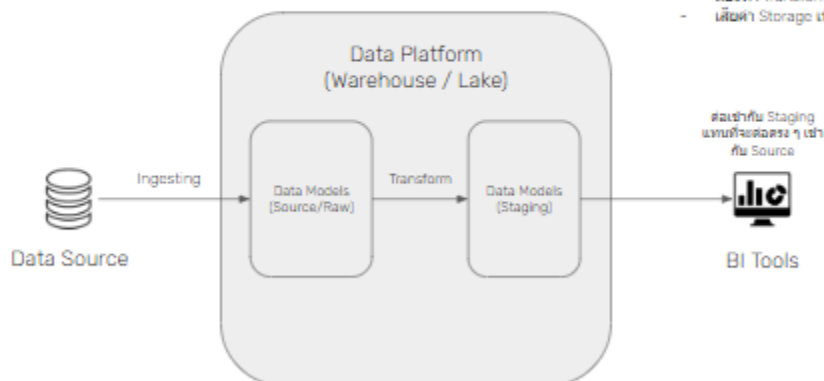 - เสียค่า Storage
Data Platform
(Warehouse / Lake)
ต่อเข้ากับ Staging
แทนที่จะต่อตรง ๆ เข้า
กับ Source
Ingesting
Data Models
(Source/Raw)
Transform
Data Models
(Staging)
Data Source
BI Tools